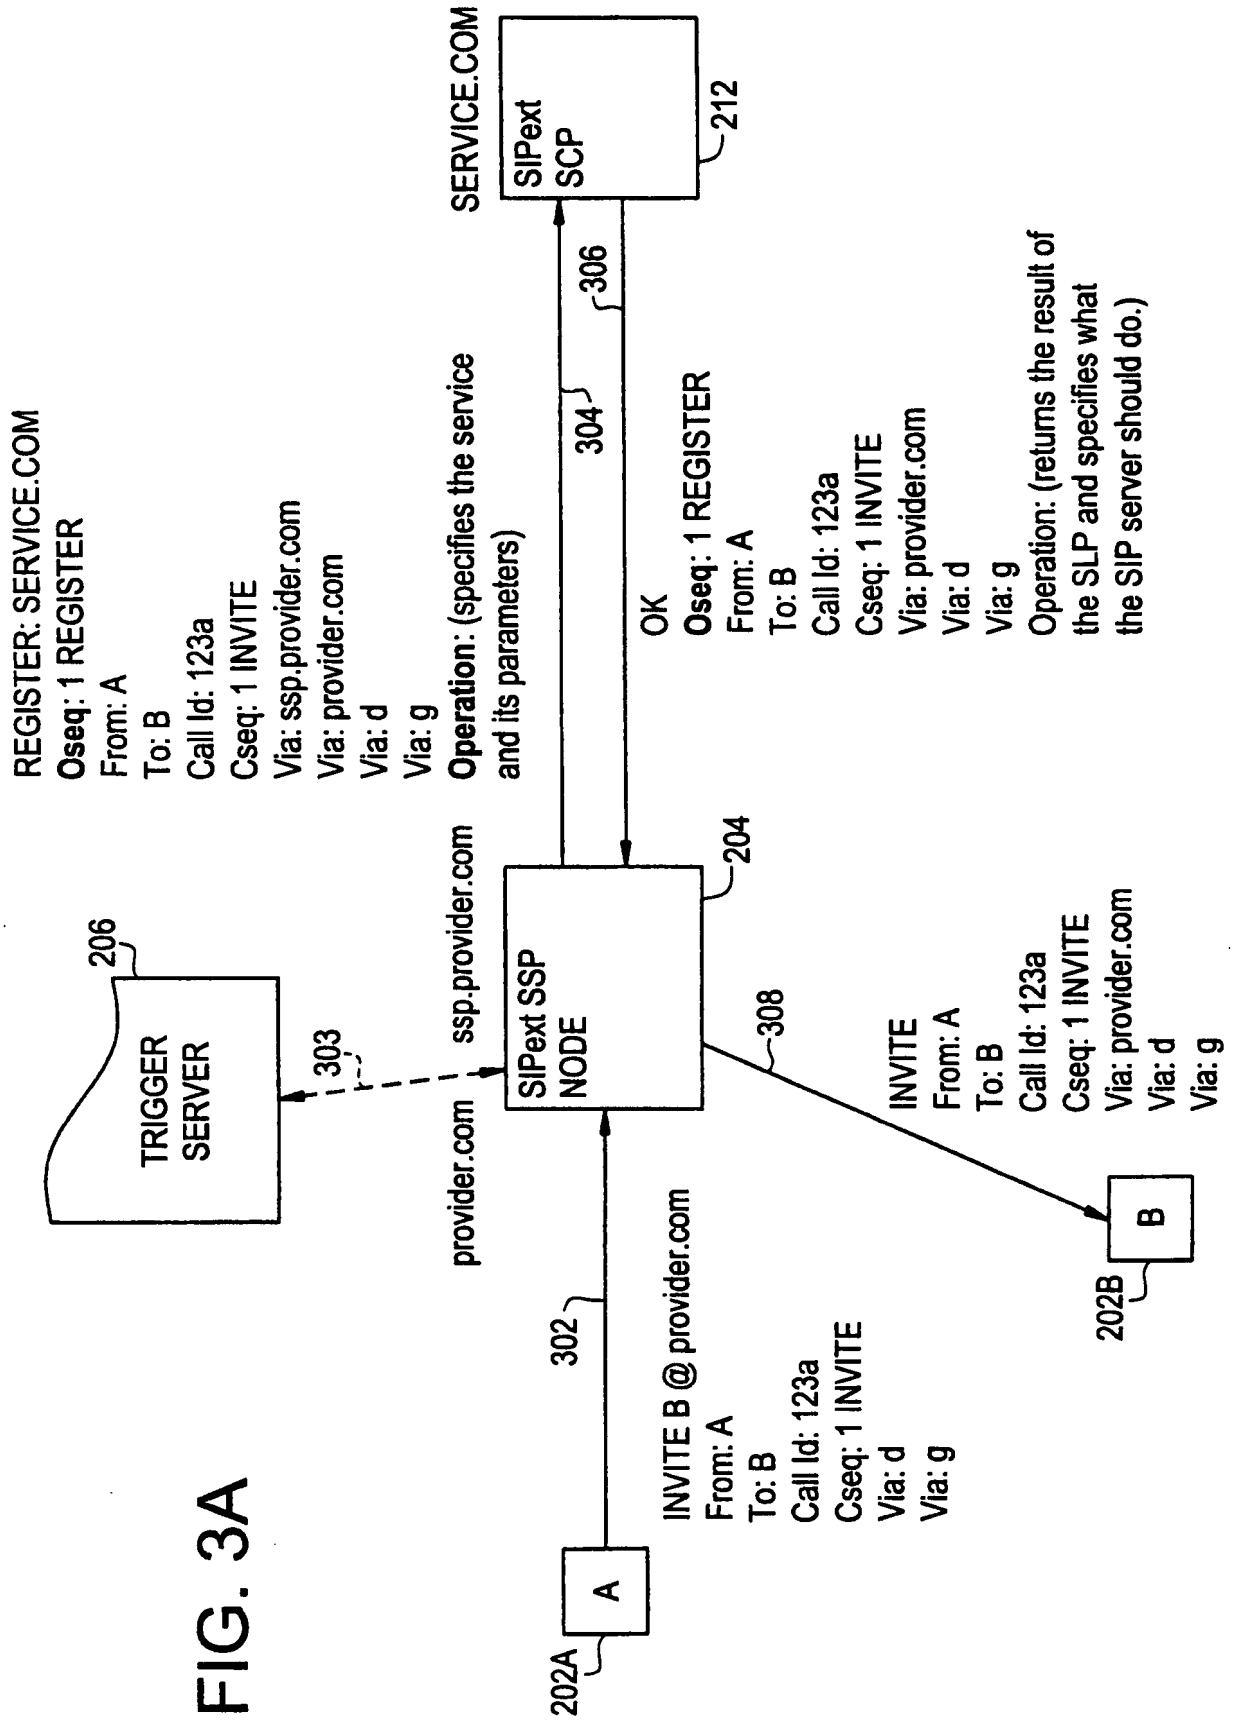 FIG. 3A
REGISTER: SERVICE.COM
Oseq: 1 REGISTER
From: A
To: B
Call Id: 123a
Cseq: 1 INVITE
Via: ssp.provider.com
Via: provider.com
Via: d
Via: g
Operation: (specifies the service
and its parameters)
206
TRIGGER
SERVER
303
provider.com
ssp.provider.com
SIPext SSP
NODE
204
SERVICE.COM
SIPext
SCP
212
304
306
OK
Oseq: 1 REGISTER
From: A
To: B
Call Id: 123a
Cseq: 1 INVITE
Via: provider.com
Via: d
Via: g
Operation: (returns the result of
the SLP and specifies what
the SIP server should do.)
202A
A
302
INVITE B @ provider.com
From: A
To: B
Call Id: 123a
Cseq: 1 INVITE
Via: d
Via: g
308
INVITE
From: A
To: B
Call Id: 123a
Cseq: 1 INVITE
Via: provider.com
Via: d
Via: g
B
202B